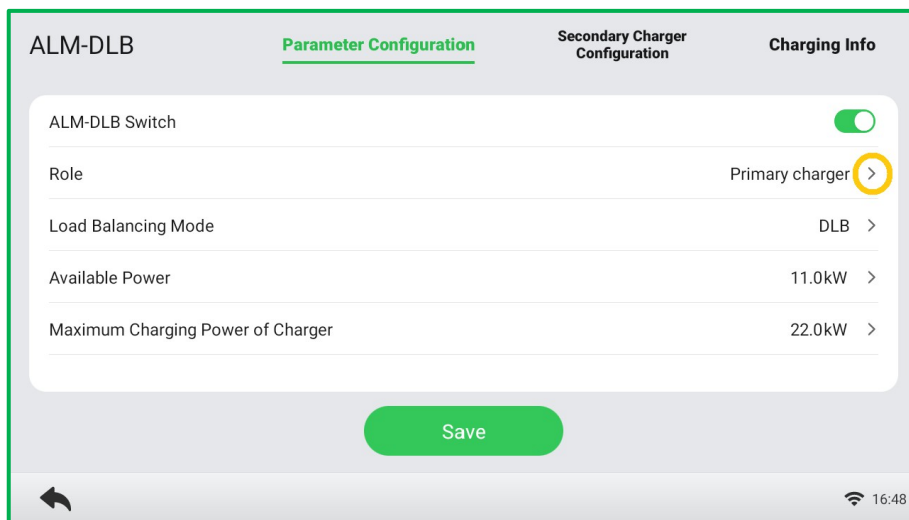 ALM-DLB
Parameter Configuration
Secondary Charger
Configuration
Charging Info
ALM-DLB Switch
Role
Primary charger
Load Balancing Mode
DLB
Available Power
11.0kW
Maximum Charging Power of Charger
22.0kW
Save
16:48